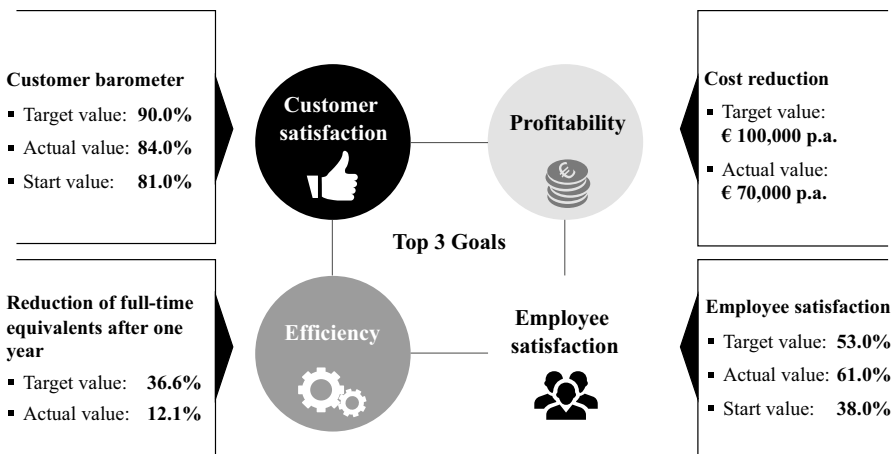 Customer barometer
▪ Target value: 90.0%
▪ Actual value: 84.0%
▪ Start value: 81.0%
Customer
satisfaction
Profitability
€
Cost reduction
▪ Target value:
€ 100,000 p.a.
▪ Actual value:
€ 70,000 p.a.
Top 3 Goals
Reduction of full-time
equivalents after one
year
▪ Target value: 36.6%
▪ Actual value: 12.1%
Efficiency
Employee
satisfaction
Employee satisfaction
▪ Target value: 53.0%
▪ Actual value: 61.0%
▪ Start value: 38.0%